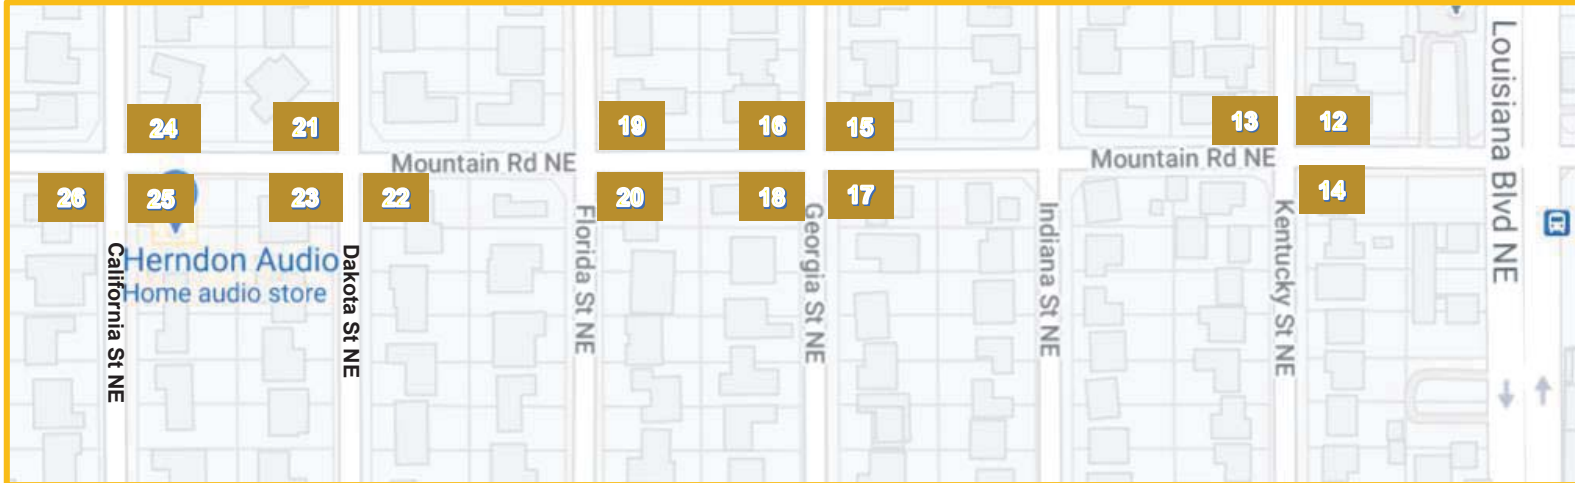 24
21
19
16
15
13
12
Mountain Rd NE
Mountain Rd NE
26
25
23
22
20
18
17
14
California St NE
Herndon Audio
Home audio store
Dakota St NE
Florida St NE
Georgia St NE
Indiana St NE
Kentucky St NE
Louisiana Blvd NE